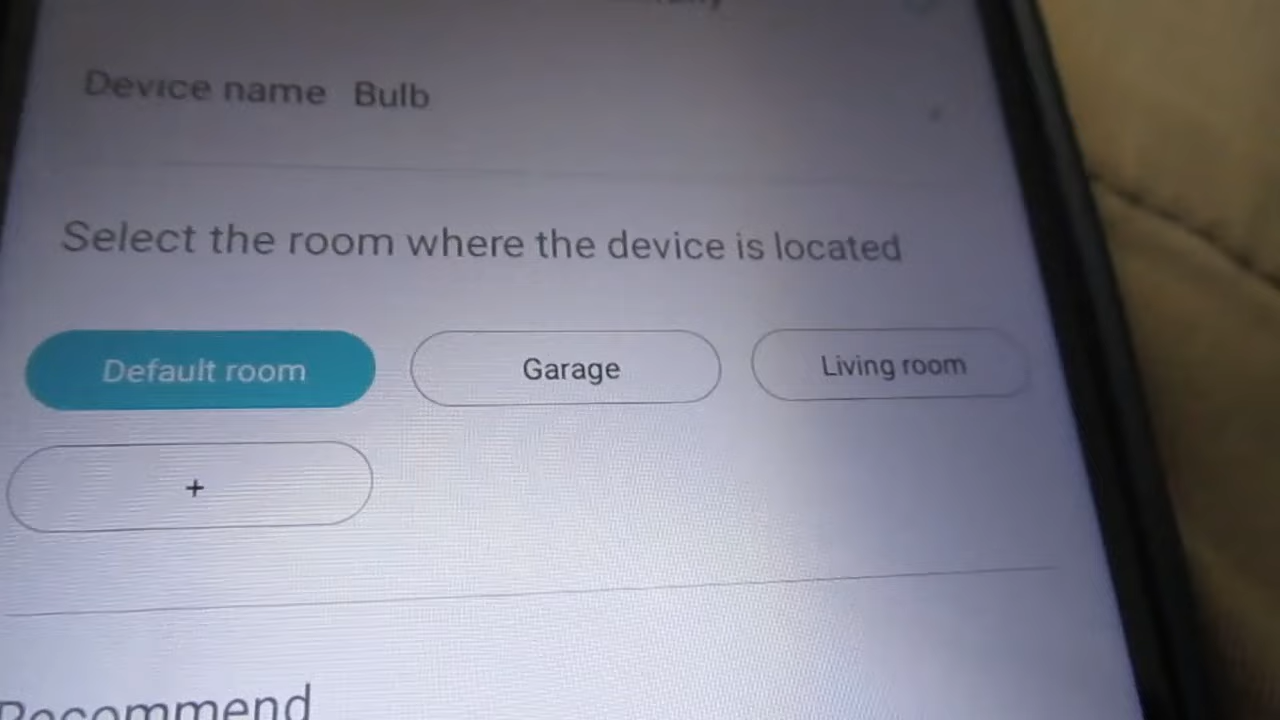 Device name Bulb
Select the room where the device is located
Default room Garage Living room
+
Recommend